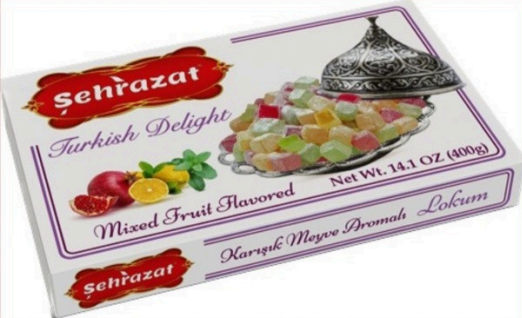 Şehrazat
Turkish Delight
Mixed Fruit Flavored
Net Wt. 14.1 OZ (400g)
Şehrazat
Karışık Meyve Aromalı Lokum